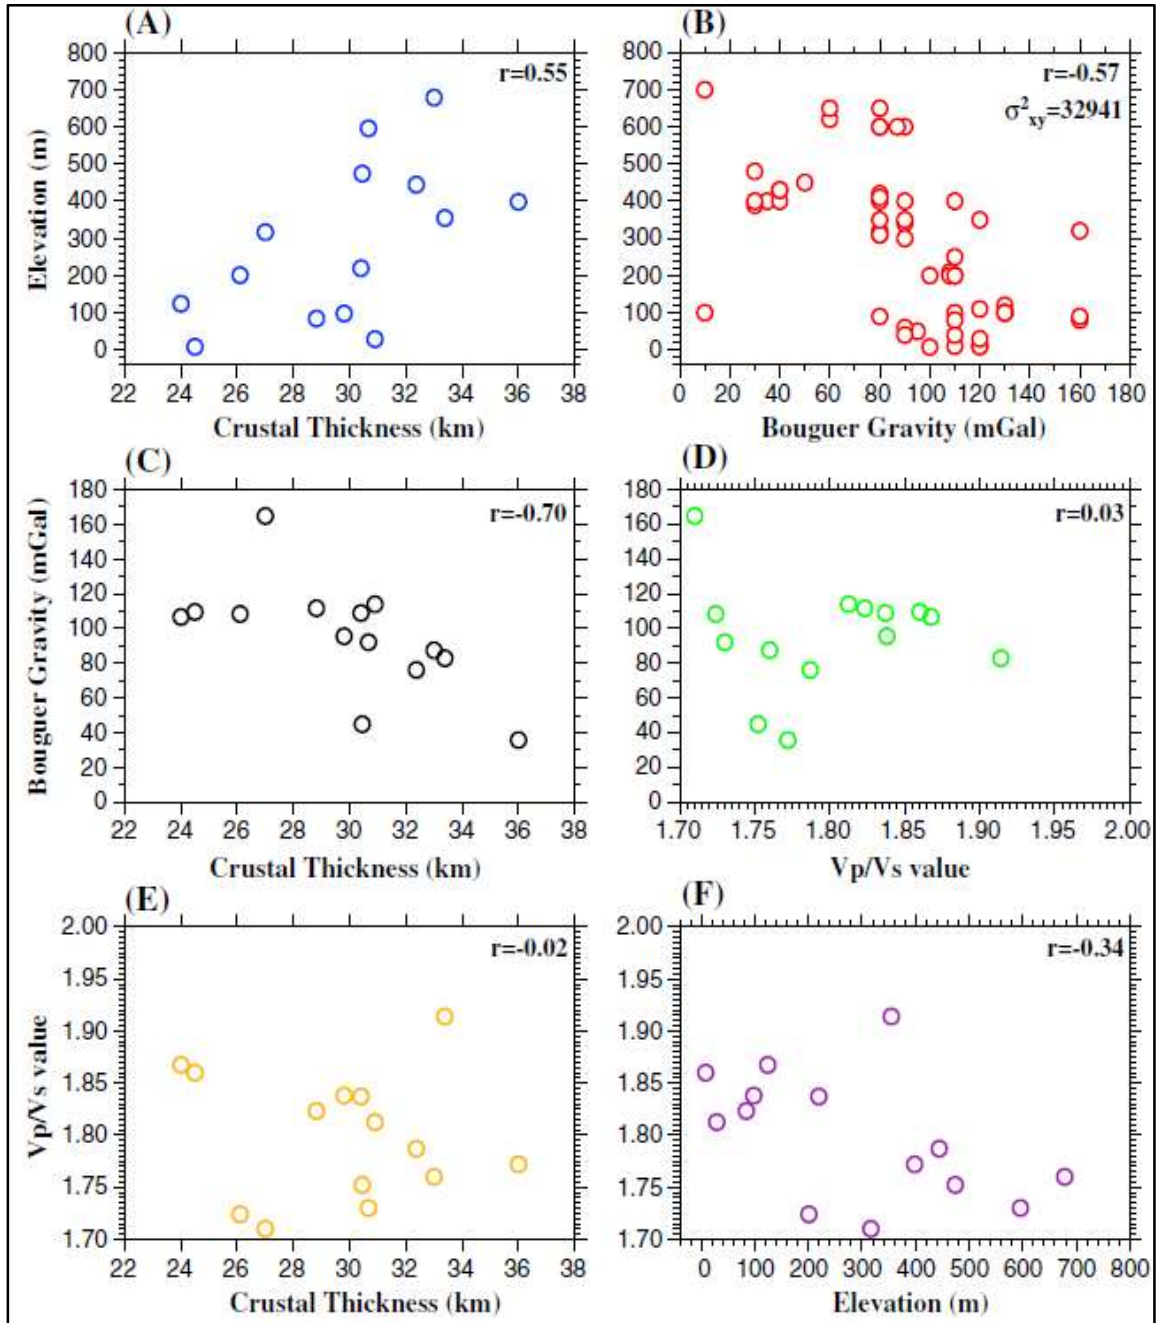 (A)
r=0.55
800
700
600
500
400
300
200
100
0
Elevation (m)
22 24 26 28 30 32 34 36 38
Crustal Thickness (km)
(B)
r=-0.57
σ²xy=32941
800
700
600
500
400
300
200
100
0
0 20 40 60 80 100 120 140 160 180
Bouguer Gravity (mGal)
(C)
r=-0.70
180
160
140
120
100
80
60
40
20
0
Bouguer Gravity (mGal)
22 24 26 28 30 32 34 36 38
Crustal Thickness (km)
(D)
r=0.03
180
160
140
120
100
80
60
40
20
0
1.70 1.75 1.80 1.85 1.90 1.95 2.00
Vp/Vs value
(E)
r=-0.02
2.00
1.95
1.90
1.85
1.80
1.75
1.70
Vp/Vs value
22 24 26 28 30 32 34 36 38
Crustal Thickness (km)
(F)
r=-0.34
2.00
1.95
1.90
1.85
1.80
1.75
1.70
0 100 200 300 400 500 600 700 800
Elevation (m)